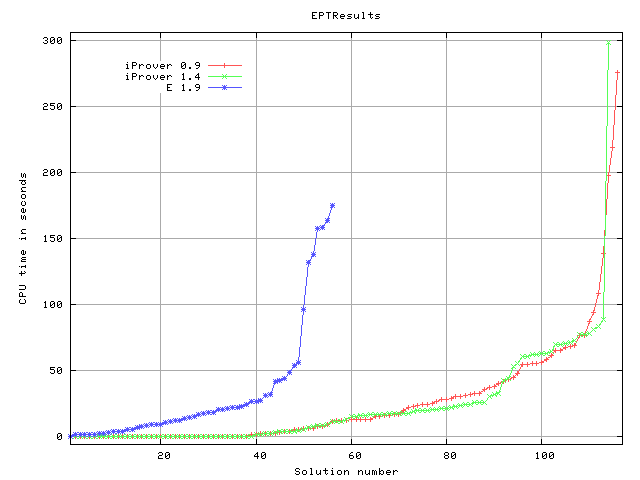 EPTResults
300
iProver 0.9
iProver 1.4
E 1.9
250
200
150
100
50
0
CPU time in seconds
20
40
60
80
100
Solution number